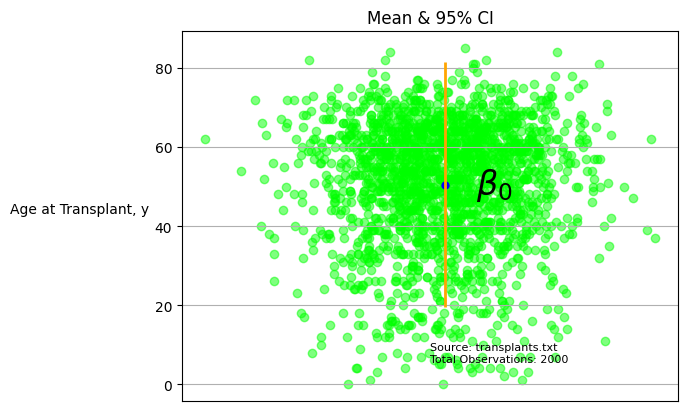 Mean & 95% CI
80
60
40
20
0
Age at Transplant, y
β0
Source: transplants.txt
Total Observations: 2000